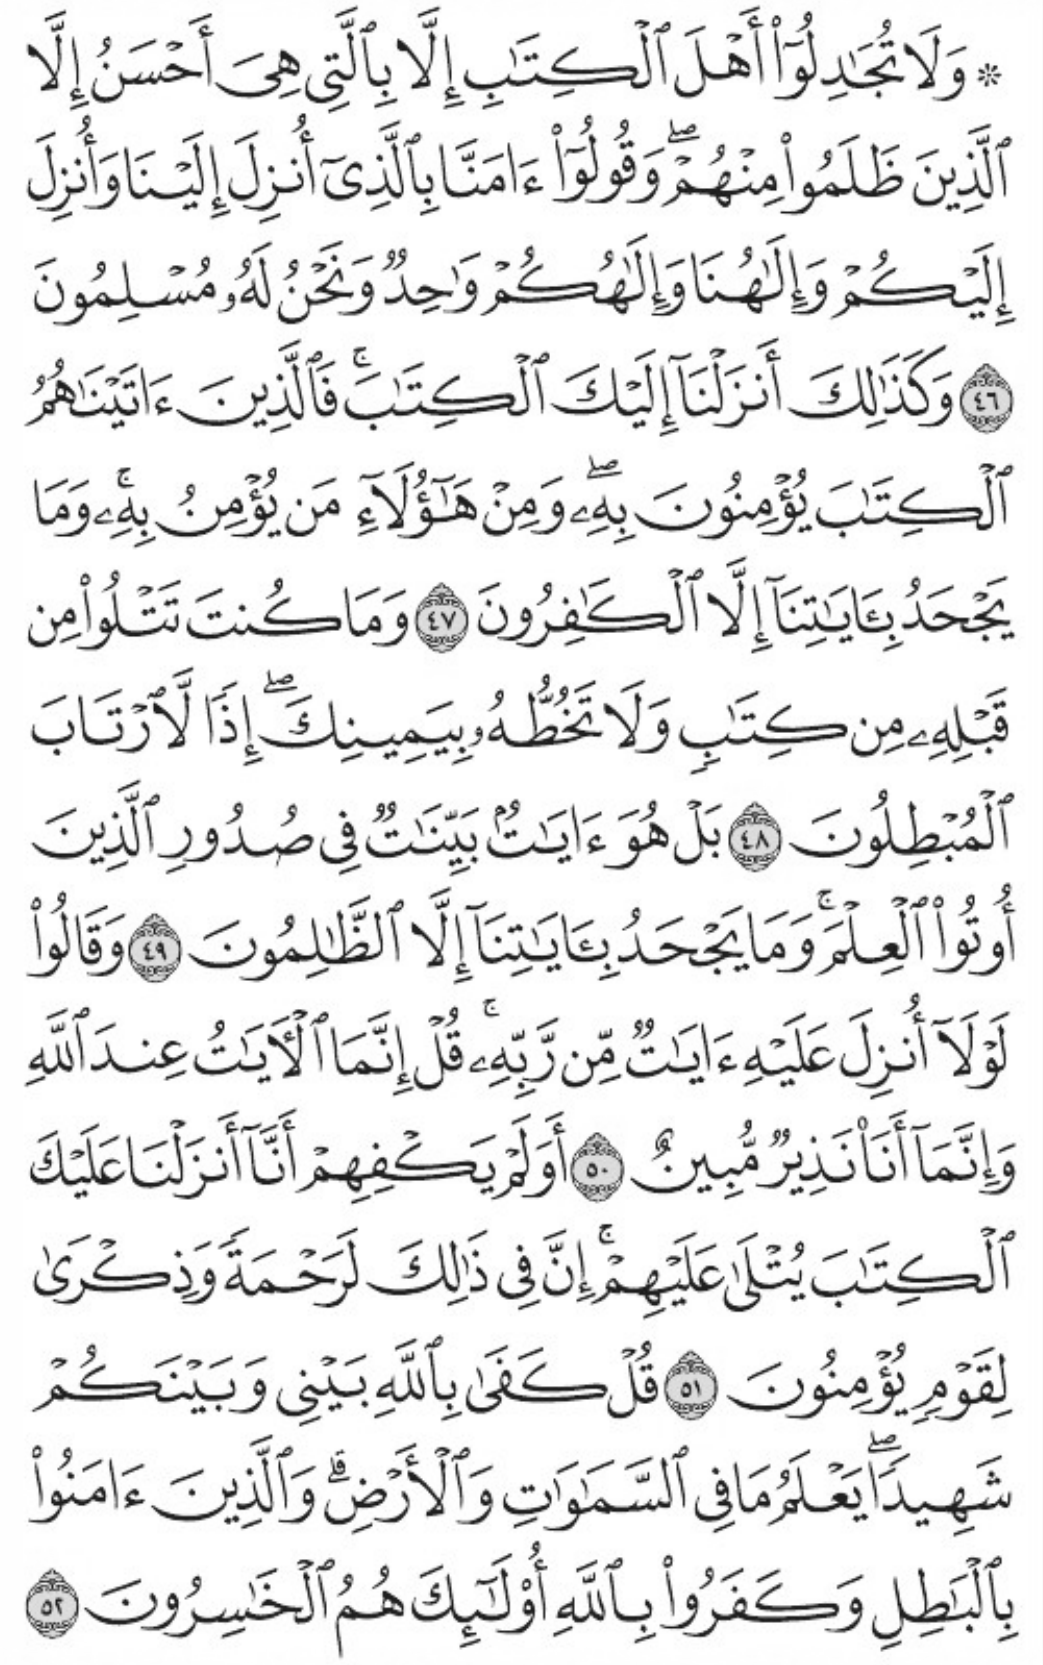 ۞ وَلَا تُجَٰدِلُوٓا۟ أَهْلَ ٱلْكِتَٰبِ إِلَّا بِٱلَّتِى هِىَ أَحْسَنُ إِلَّا
ٱلَّذِينَ ظَلَمُوا۟ مِنْهُمْ ۖ وَقُولُوٓا۟ ءَامَنَّا بِٱلَّذِىٓ أُنزِلَ إِلَيْنَا وَأُنزِلَ
إِلَيْكُمْ وَإِلَٰهُنَا وَإِلَٰهُكُمْ وَٰحِدٌ وَنَحْنُ لَهُۥ مُسْلِمُونَ
٤٦ وَكَذَٰلِكَ أَنزَلْنَآ إِلَيْكَ ٱلْكِتَٰبَ ۚ فَٱلَّذِينَ ءَاتَيْنَٰهُمُ
ٱلْكِتَٰبَ يُؤْمِنُونَ بِهِۦ ۖ وَمِنْ هَٰٓؤُلَآءِ مَن يُؤْمِنُ بِهِۦ ۚ وَمَا
يَجْحَدُ بِـَٔايَٰتِنَآ إِلَّا ٱلْكَٰفِرُونَ ٤٧ وَمَا كُنتَ تَتْلُوا۟ مِن
قَبْلِهِۦ مِن كِتَٰبٍ وَلَا تَخُطُّهُۥ بِيَمِينِكَ ۖ إِذًا لَّٱرْتَابَ
ٱلْمُبْطِلُونَ ٤٨ بَلْ هُوَ ءَايَٰتٌۢ بَيِّنَٰتٌ فِى صُدُورِ ٱلَّذِينَ
أُوتُوا۟ ٱلْعِلْمَ ۚ وَمَا يَجْحَدُ بِـَٔايَٰتِنَآ إِلَّا ٱلظَّٰلِمُونَ ٤٩ وَقَالُوا۟
لَوْلَآ أُنزِلَ عَلَيْهِ ءَايَٰتٌ مِّن رَّبِّهِۦ ۚ قُلْ إِنَّمَا ٱلْـَٔايَٰتُ عِندَ ٱللَّهِ
وَإِنَّمَآ أَنَا۠ نَذِيرٌ مُّبِينٌ ٥٠ أَوَلَمْ يَكْفِهِمْ أَنَّآ أَنزَلْنَا عَلَيْكَ
ٱلْكِتَٰبَ يُتْلَىٰ عَلَيْهِمْ ۚ إِنَّ فِى ذَٰلِكَ لَرَحْمَةً وَذِكْرَىٰ
لِقَوْمٍ يُؤْمِنُونَ ٥١ قُلْ كَفَىٰ بِٱللَّهِ بَيْنِى وَبَيْنَكُمْ
شَهِيدًا ۖ يَعْلَمُ مَا فِى ٱلسَّمَٰوَٰتِ وَٱلْأَرْضِ ۗ وَٱلَّذِينَ ءَامَنُوا۟
بِٱلْبَٰطِلِ وَكَفَرُوا۟ بِٱللَّهِ أُو۟لَٰٓئِكَ هُمُ ٱلْخَٰسِرُونَ ٥٢